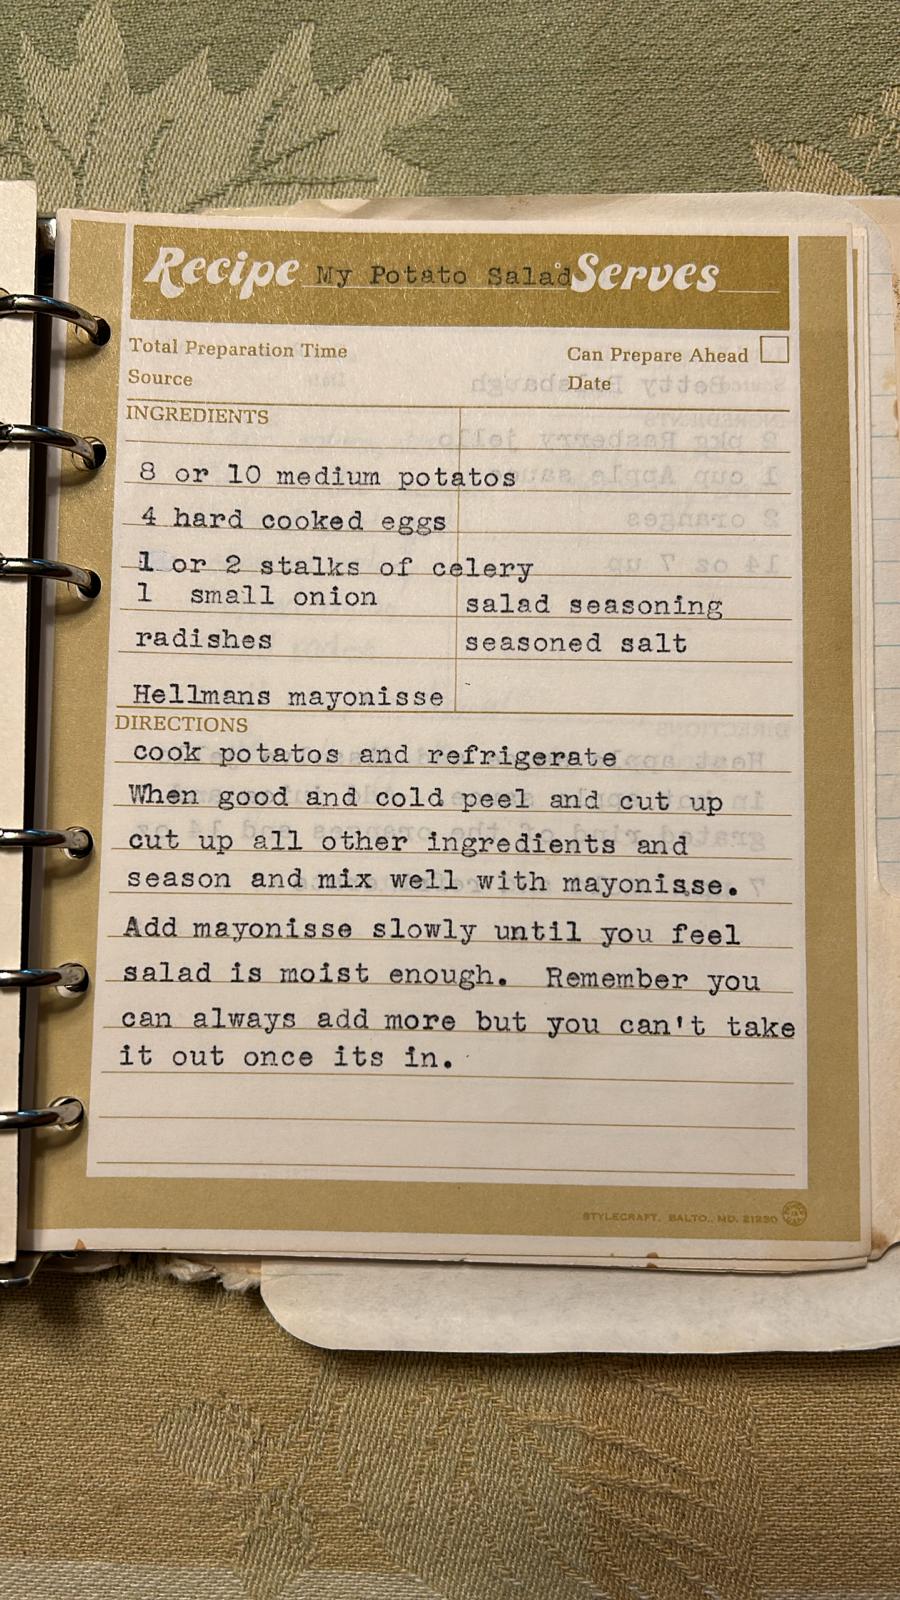 Recipe My Potato Salad Serves
Total Preparation Time Can Prepare Ahead
Source Date
INGREDIENTS
8 or 10 medium potatos
4 hard cooked eggs
1 or 2 stalks of celery
1 small onion salad seasoning
radishes seasoned salt
Hellmans mayonisse
DIRECTIONS
cook potatos and refrigerate
When good and cold peel and cut up
cut up all other ingredients and
season and mix well with mayonisse.
Add mayonisse slowly until you feel
salad is moist enough. Remember you
can always add more but you can't take
it out once its in.
STYLECRAFT, BALTO., MD. 21230